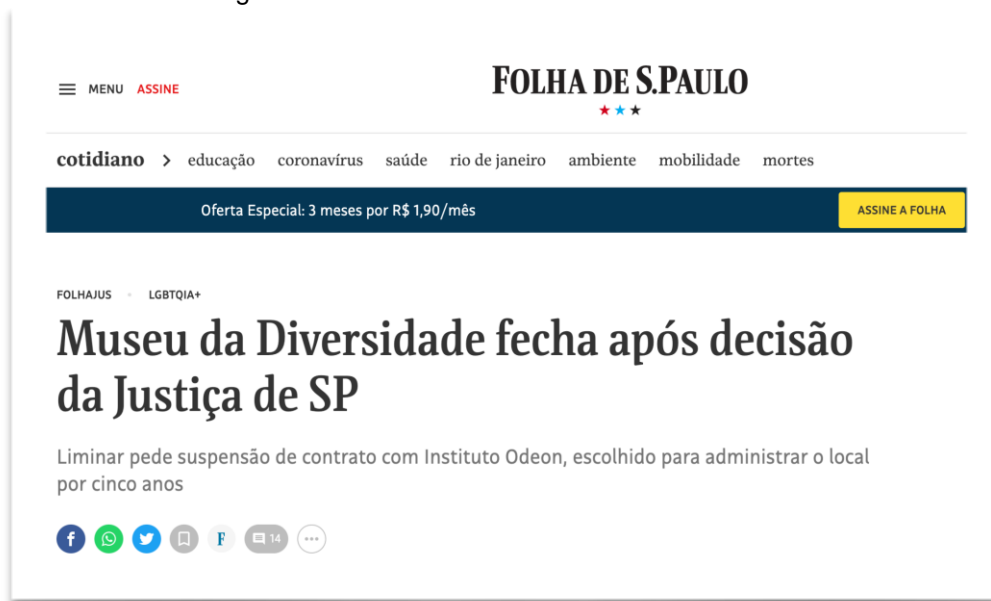 MENU ASSINE
FOLHA DE S.PAULO
cotidiano > educação coronavírus saúde rio de janeiro ambiente mobilidade mortes
Oferta Especial: 3 meses por R$ 1,90/mês
ASSINE A FOLHA
FOLHAJUS • LGBTQIA+
Museu da Diversidade fecha após decisão
da Justiça de SP
Liminar pede suspensão de contrato com Instituto Odeon, escolhido para administrar o local
por cinco anos
f F 14